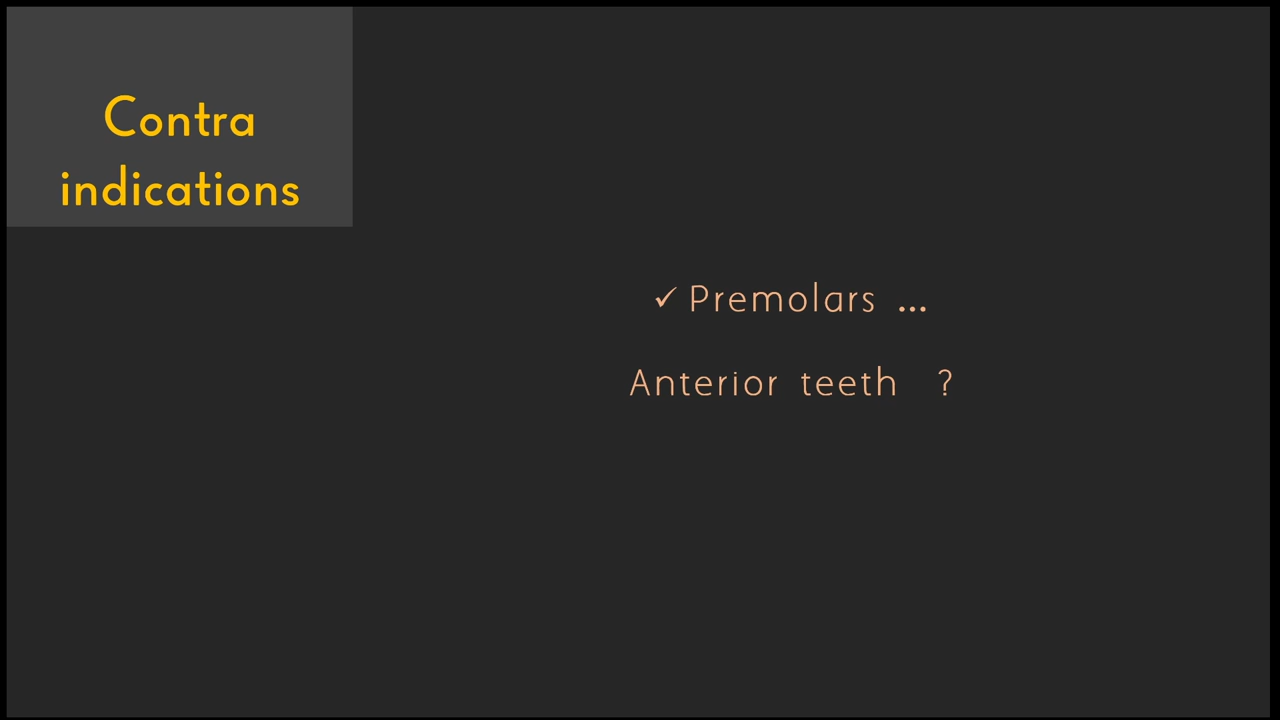 Contra
indications
✓ Premolars ...
Anterior teeth ?